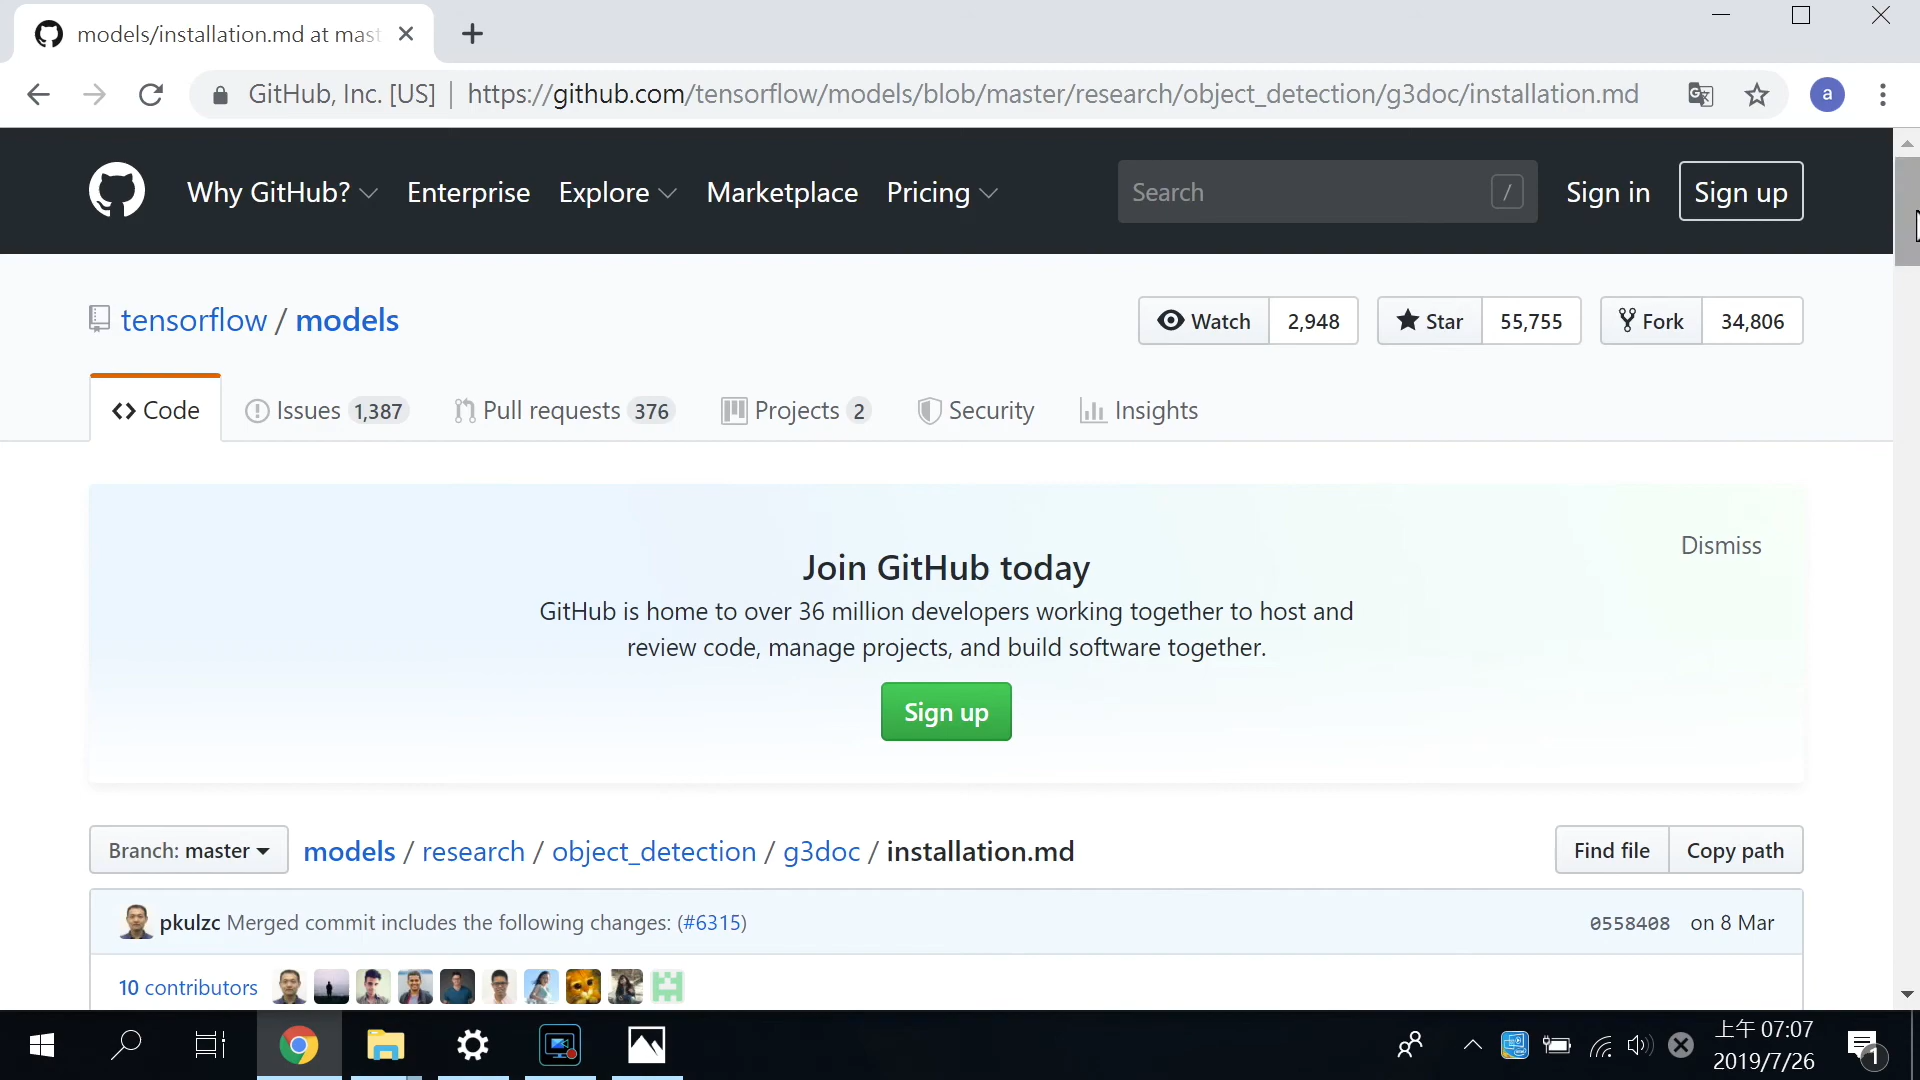 models/installation.md at mast
GitHub, Inc. [US] | https://github.com/tensorflow/models/blob/master/research/object_detection/g3doc/installation.md
a
Why GitHub? Enterprise Explore Marketplace Pricing Search / Sign in Sign up
tensorflow / models Watch 2,948 Star 55,755 Fork 34,806
Code Issues 1,387 Pull requests 376 Projects 2 Security Insights
Dismiss
Join GitHub today
GitHub is home to over 36 million developers working together to host and
review code, manage projects, and build software together.
Sign up
Branch: master models / research / object_detection / g3doc / installation.md Find file Copy path
pkulzc Merged commit includes the following changes: (#6315) 0558408 on 8 Mar
10 contributors
上午 07:07
2019/7/26
1